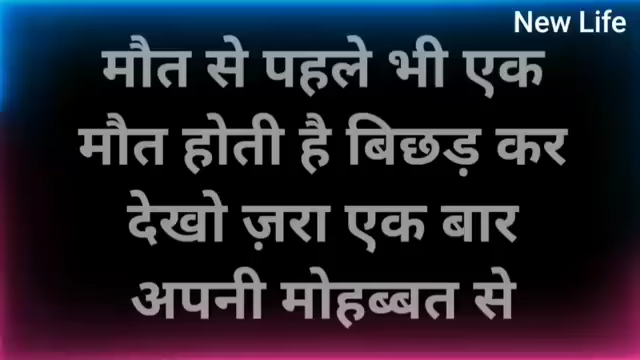 New Life
मौत से पहले भी एक
मौत होती है बिछड़ कर
देखो ज़रा एक बार
अपनी मोहब्बत से